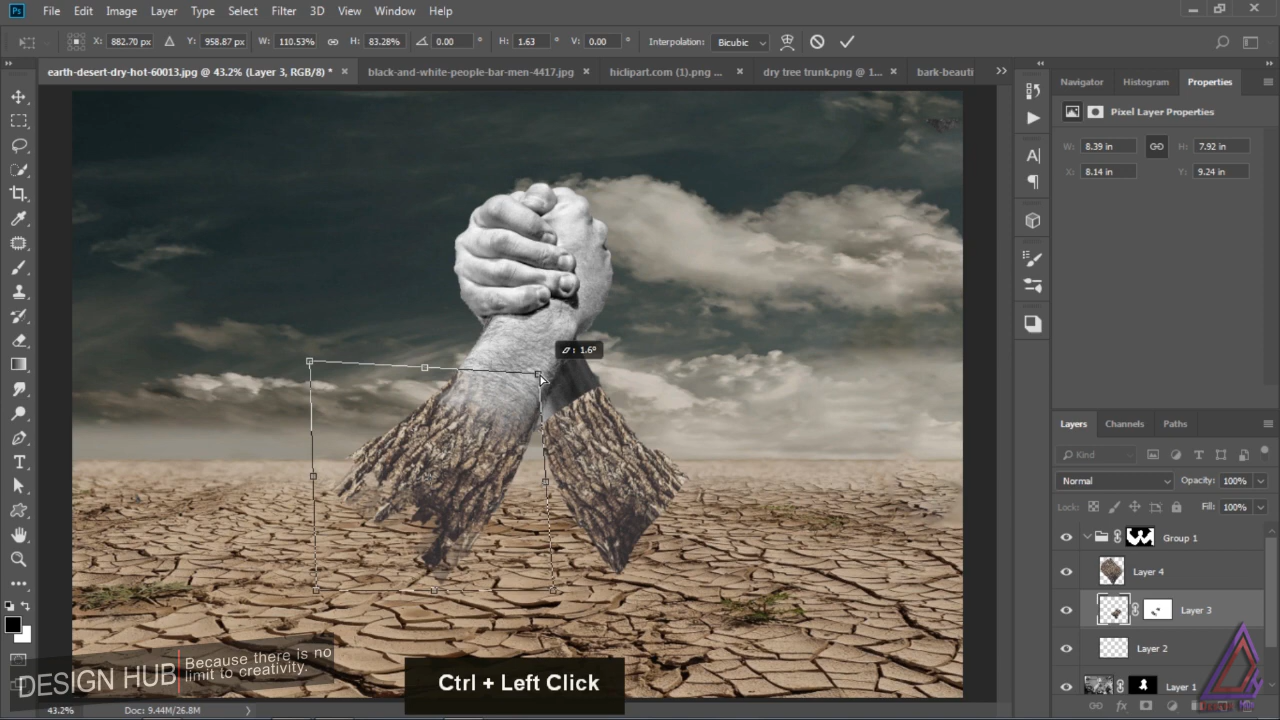 Ps File Edit Image Layer Type Select Filter 3D View Window Help
X: 882.70 px Y: 958.87 px W: 110.53% H: 83.28% 0.00 ° H: 1.63 ° V: 0.00 ° Interpolation: Bicubic
earth-desert-dry-hot-60013.jpg @ 43.2% (Layer 3, RGB/8) * × black-and-white-people-bar-men-4417.jpg × hiclipart.com (1).png ... × dry tree trunk.png @ 1... × bark-beauti
Navigator Histogram Properties
Pixel Layer Properties
W: 8.39 in H: 7.92 in
X: 8.14 in Y: 9.24 in
: 1.6°
Layers Channels Paths
Kind
Normal Opacity: 100%
Lock: Fill: 100%
Group 1
Layer 4
Layer 3
Layer 2
Layer 1
DESIGN HUB
Because there is no
limit to creativity.
Ctrl + Left Click
43.2% Doc: 9.44M/26.8M